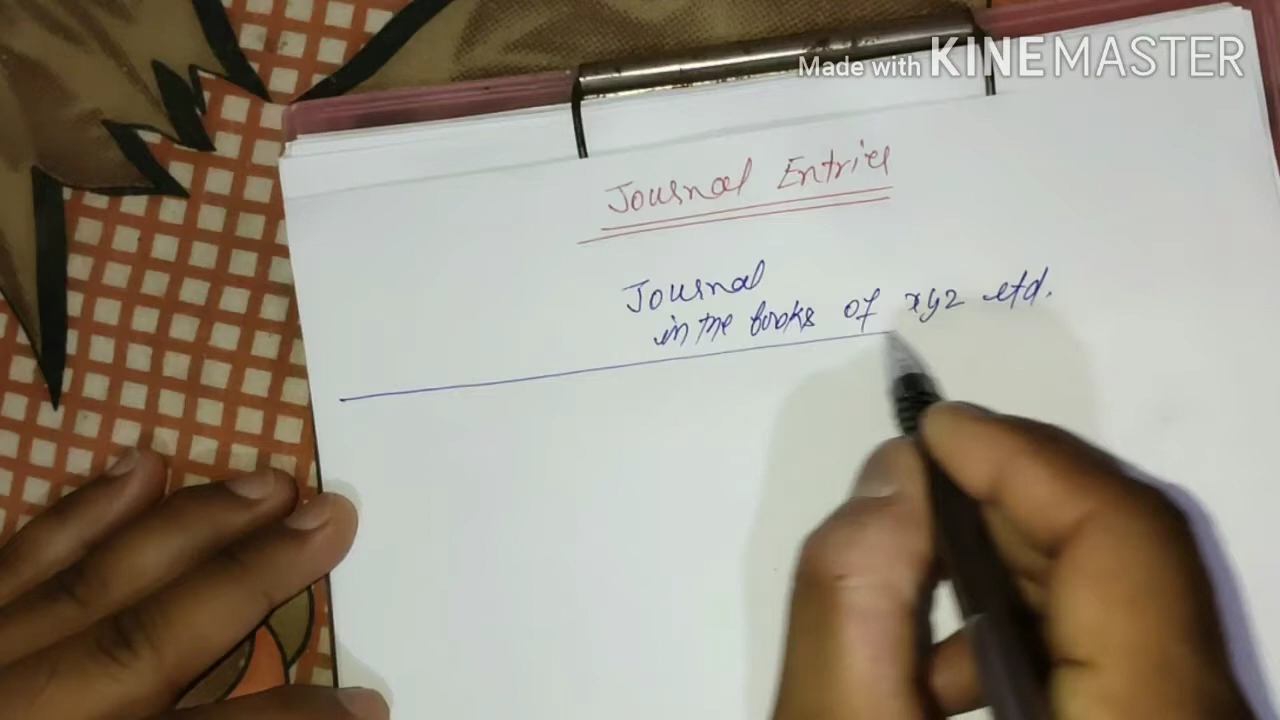 Made with KINEMASTER
Journal Entries
Journal
in the books of xyz ltd.